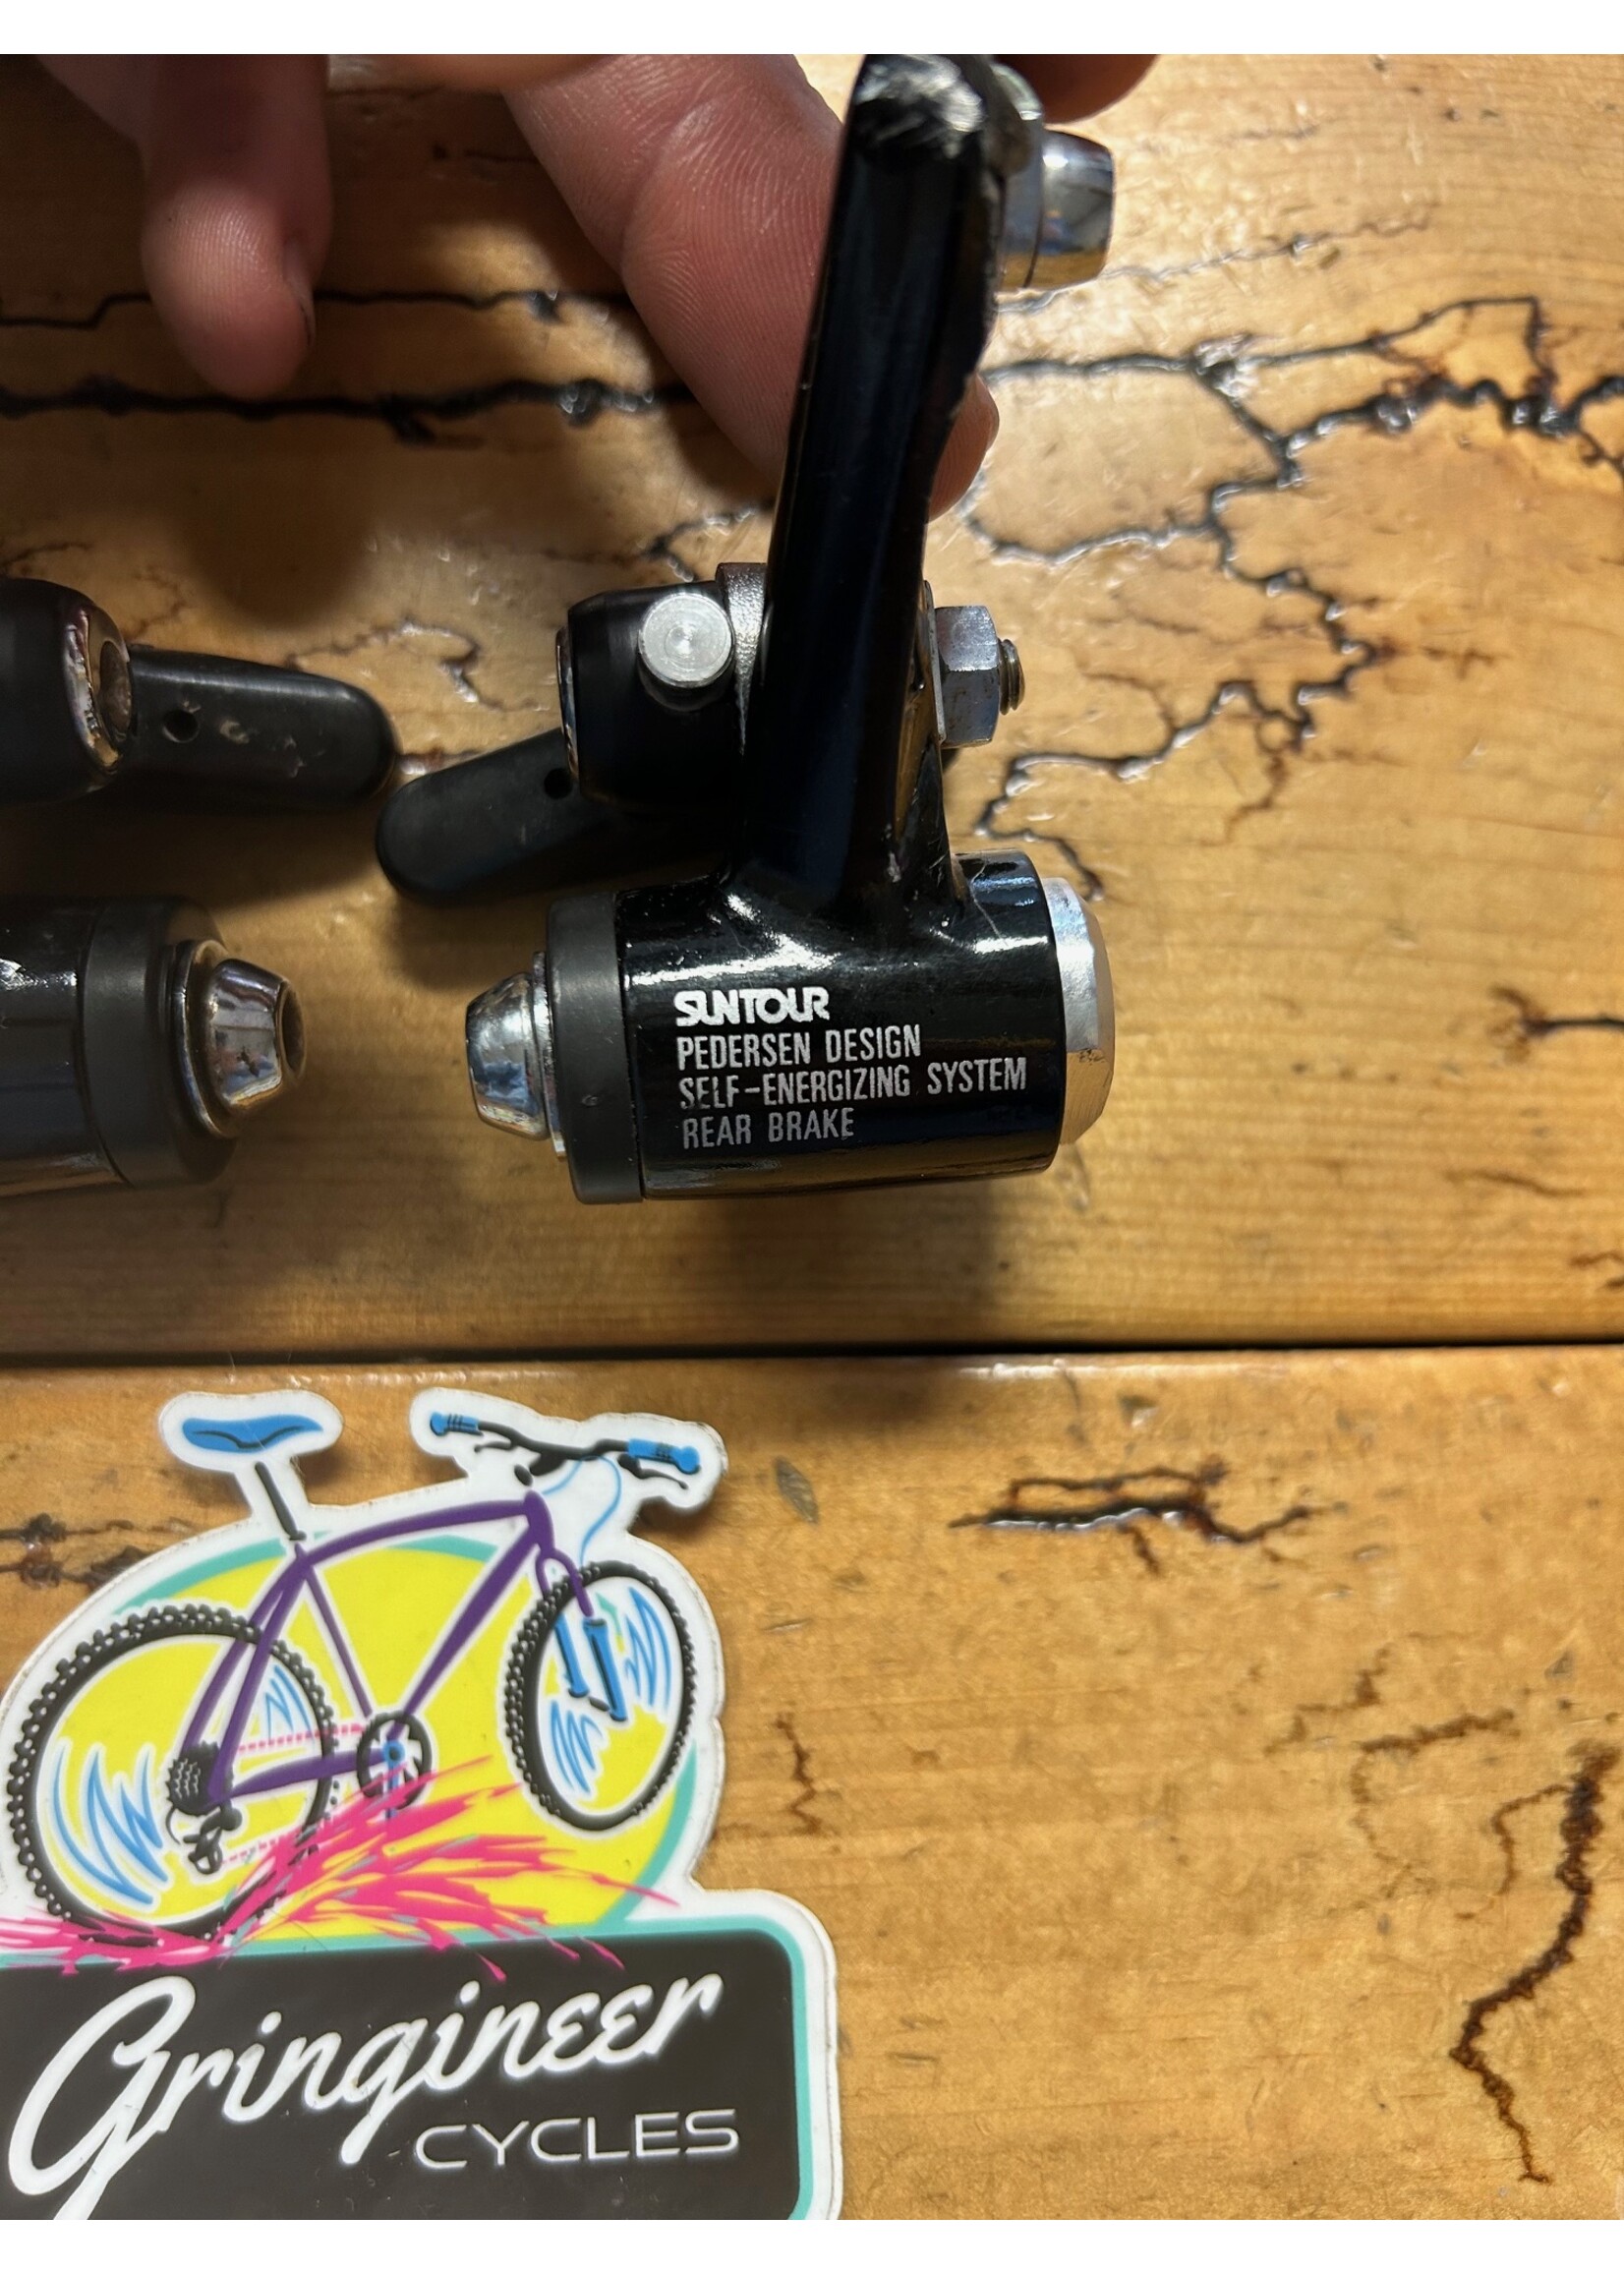 SUNTOUR
PEDERSEN DESIGN
SELF-ENERGIZING SYSTEM
REAR BRAKE
Gringineer
CYCLES